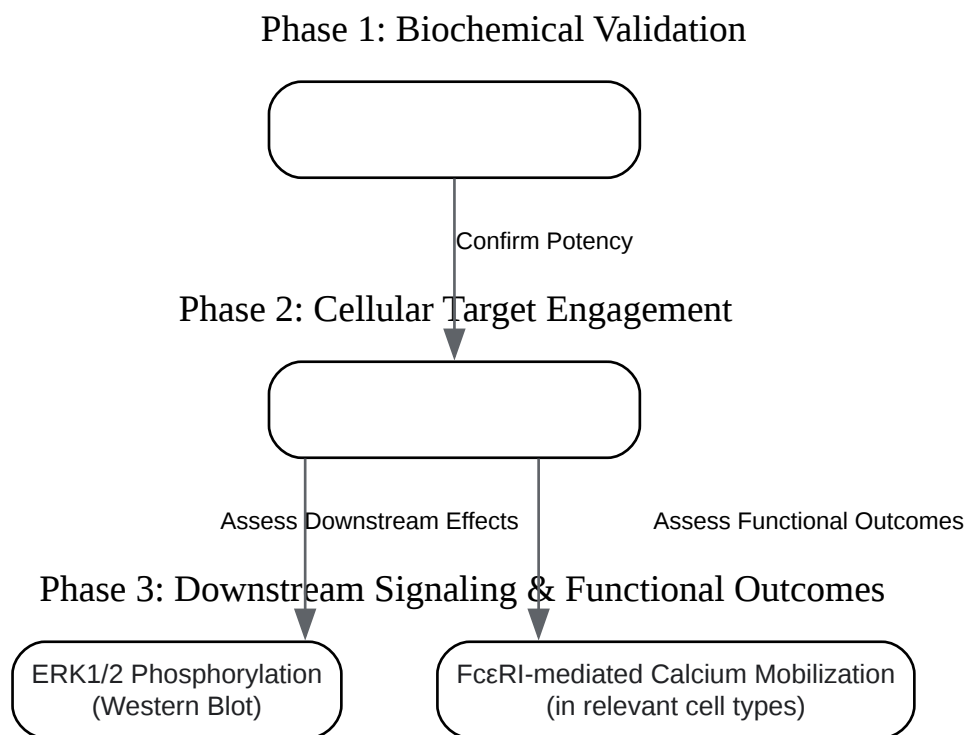 Phase 1: Biochemical Validation
Confirm Potency
Phase 2: Cellular Target Engagement
Assess Downstream Effects
Assess Functional Outcomes
Phase 3: Downstream Signaling & Functional Outcomes
ERK1/2 Phosphorylation
(Western Blot)
FcεRI-mediated Calcium Mobilization
(in relevant cell types)